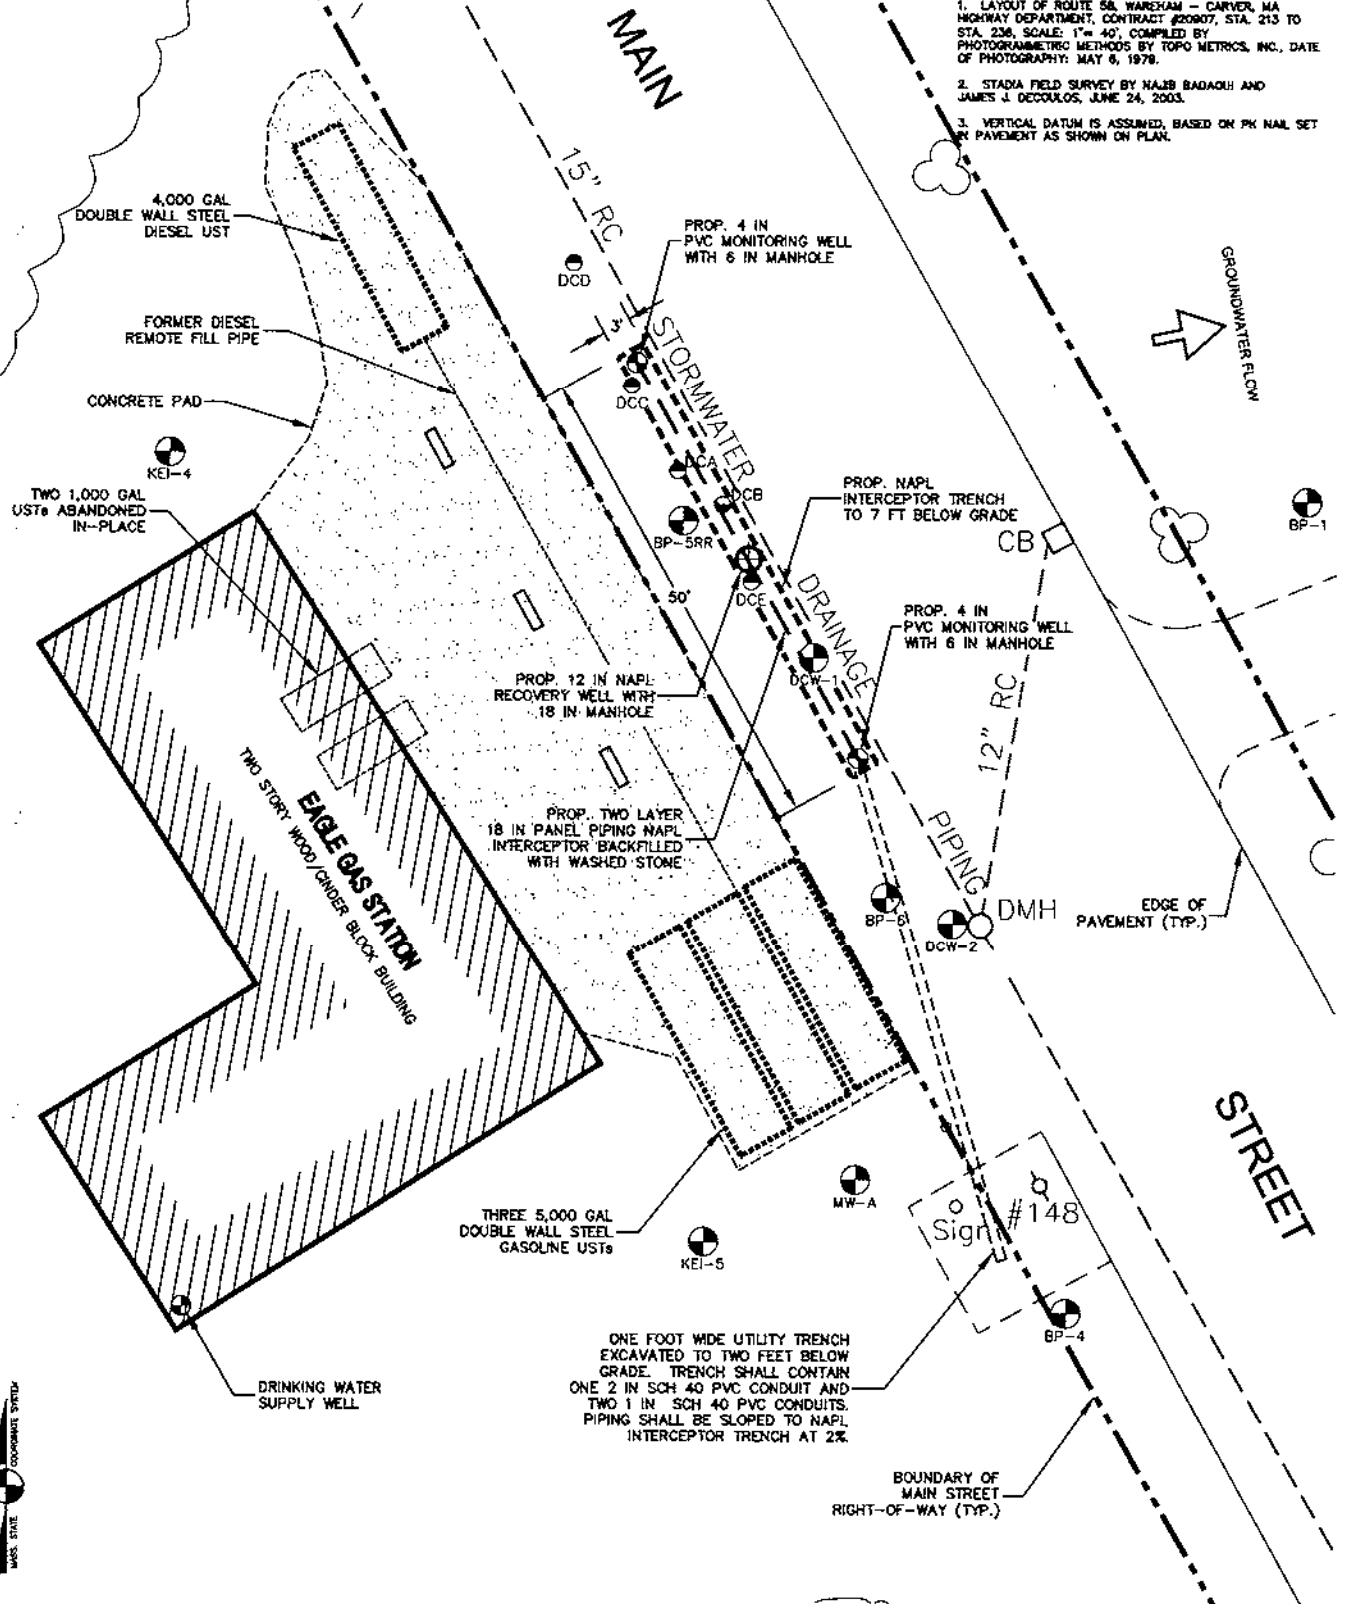 1. LAYOUT OF ROUTE 58, WAREHAM – CARVER, MA
HIGHWAY DEPARTMENT, CONTRACT #20907, STA. 213 TO
STA. 236, SCALE: 1"= 40', COMPILED BY
PHOTOGRAMMETRIC METHODS BY TOPO METRICS, INC., DATE
OF PHOTOGRAPHY: MAY 6, 1979.
2. STADIA FIELD SURVEY BY NAJIB BADAOUI AND
JAMES J. DECOULOS, JUNE 24, 2003.
3. VERTICAL DATUM IS ASSUMED, BASED ON PK NAIL SET
IN PAVEMENT AS SHOWN ON PLAN.
MAIN
15" RC
4,000 GAL
DOUBLE WALL STEEL
DIESEL UST
PROP. 4 IN
PVC MONITORING WELL
WITH 6 IN MANHOLE
DCD
GROUNDWATER FLOW
FORMER DIESEL
REMOTE FILL PIPE
3'
STORMWATER
CONCRETE PAD
DCC
KEI-4
DCA
DCB
TWO 1,000 GAL
USTs ABANDONED
IN-PLACE
PROP. NAPL
INTERCEPTOR TRENCH
TO 7 FT BELOW GRADE
BP-5RR
CB
BP-1
DCE
50'
DRAINAGE
PROP. 4 IN
PVC MONITORING WELL
WITH 6 IN MANHOLE
PROP. 12 IN NAPL
RECOVERY WELL WITH
18 IN MANHOLE
DCW-1
12" RC
EAGLE GAS STATION
TWO STORY WOOD/CINDER BLOCK BUILDING
PROP. TWO LAYER
18 IN PANEL PIPING NAPL
INTERCEPTOR BACKFILLED
WITH WASHED STONE
PIPING
BP-6
DCW-2
DMH
EDGE OF
PAVEMENT (TYP.)
STREET
MW-A
Sign
#148
THREE 5,000 GAL
DOUBLE WALL STEEL
GASOLINE USTs
KEI-5
BP-4
ONE FOOT WIDE UTILITY TRENCH
EXCAVATED TO TWO FEET BELOW
GRADE. TRENCH SHALL CONTAIN
ONE 2 IN SCH 40 PVC CONDUIT AND
TWO 1 IN SCH 40 PVC CONDUITS.
PIPING SHALL BE SLOPED TO NAPL
INTERCEPTOR TRENCH AT 2%.
DRINKING WATER
SUPPLY WELL
BOUNDARY OF
MAIN STREET
RIGHT-OF-WAY (TYP.)
MASS. STATE COORDINATE SYSTEM